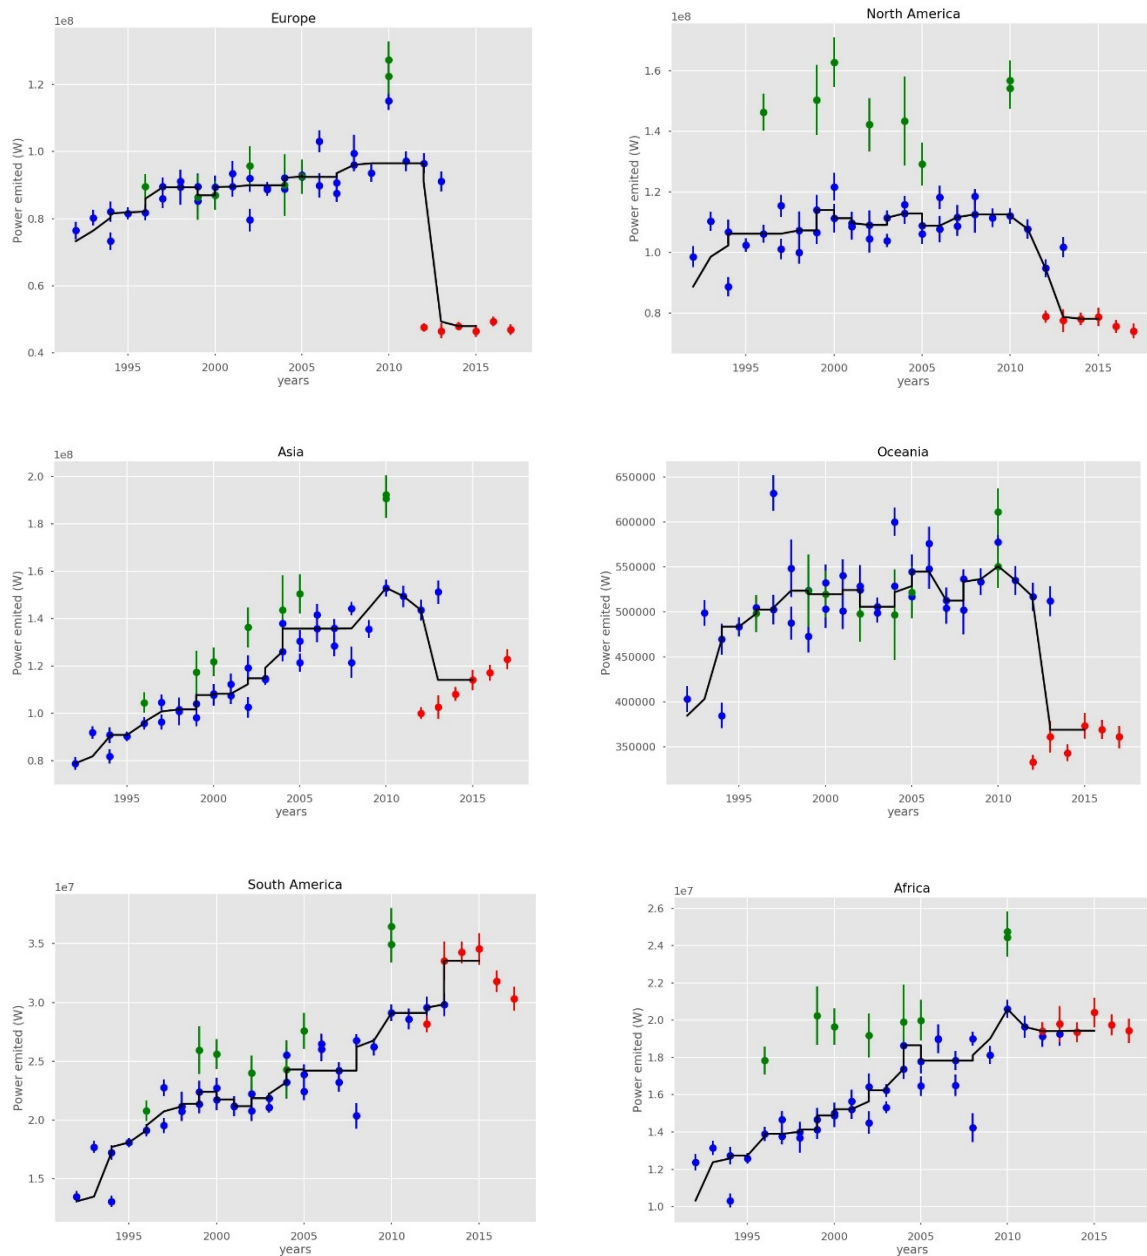 Europe
1e8
Power emited (W)
1.2
1.0
0.8
0.6
0.4
1995
2000
2005
2010
2015
years
North America
1e8
Power emited (W)
1.6
1.4
1.2
1.0
0.8
1995
2000
2005
2010
2015
years
Asia
1e8
Power emited (W)
2.0
1.8
1.6
1.4
1.2
1.0
0.8
1995
2000
2005
2010
2015
years
Oceania
Power emited (W)
650000
600000
550000
500000
450000
400000
350000
1995
2000
2005
2010
2015
years
South America
1e7
Power emited (W)
3.5
3.0
2.5
2.0
1.5
1995
2000
2005
2010
2015
years
Africa
1e7
Power emited (W)
2.6
2.4
2.2
2.0
1.8
1.6
1.4
1.2
1.0
1995
2000
2005
2010
2015
years